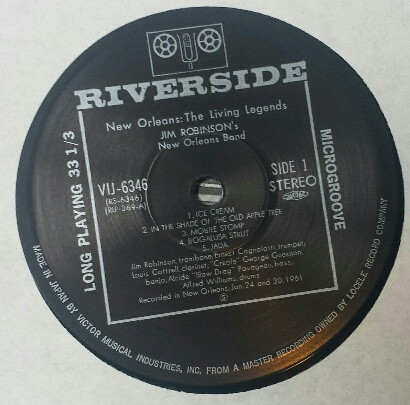 RIVERSIDE
New Orleans: The Living Legends
JIM ROBINSON's
New Orleans Band
LONG PLAYING 33 1/3
MICROGROOVE
VIJ-6346
(RS-6346)
(RLP-369-A)
SIDE 1
STEREO
1. ICE CREAM
2. IN THE SHADE OF THE OLD APPLE TREE
3. MOBILE STOMP
4. BOGALUSA STRUT
5. JADA
Jim Robinson, trombone; Ernest Cagnolatti, trumpet;
Louis Cottrell, clarinet; "Creole" George Guesnon,
banjo; Alcide "Slow Drag" Pavageau, bass;
Alfred Williams, drums
Recorded in New Orleans, Jan. 24 and 30, 1961
MADE IN JAPAN BY VICTOR MUSICAL INDUSTRIES, INC. FROM A MASTER RECORDING OWNED BY LOCELE RECORD COMPANY